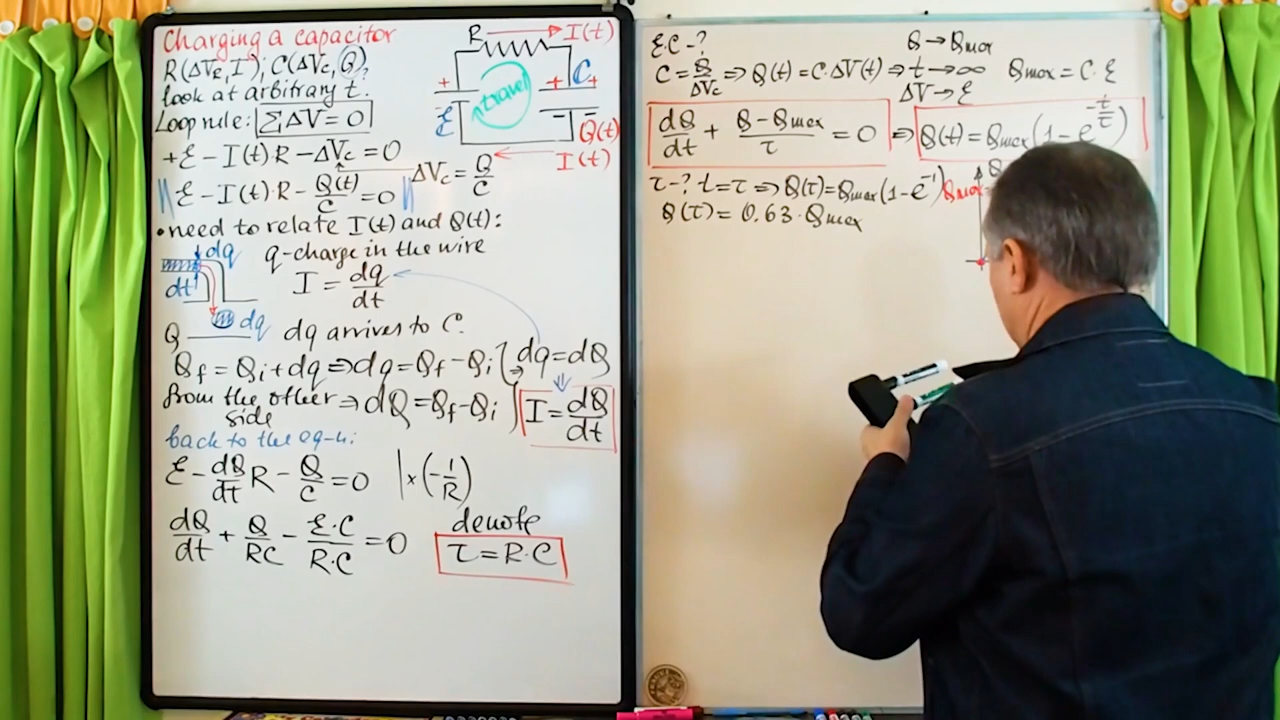 Charging a capacitor
R(ΔV_R, I); C(ΔV_C, Q)?
look at arbitrary t.
Loop rule: ΣΔV = 0
+ℰ - I(t)·R - ΔV_C = 0
ΔV_C = Q/C
ℰ - I(t)·R - Q(t)/C = 0
• need to relate I(t) and Q(t):
dq
q-charge in the wire
dt
I = dq/dt
dq
Q
dq arrives to C.
Q_f = Q_i + dq ⇒ dq = Q_f - Q_i
dq = dQ
from the other side ⇒ dQ = Q_f - Q_i
I = dQ/dt
back to the eq-n:
ℰ - dQ/dt R - Q/C = 0 | ×(-1/R)
dQ/dt + Q/RC - ℰ·C/R·C = 0
denote
τ = R·C
R → I(t)
+
+ +
C
travel
ℰ
- -
Q(t)
I(t)
ℰ·C - ?
Q → Q_max
C = Q/ΔV_C ⇒ Q(t) = C·ΔV(t) ⇒ t → ∞
ΔV → ℰ
Q_max = C·ℰ
dQ/dt + (Q - Q_max)/τ = 0 ⇒ Q(t) = Q_max(1 - e^(-t/τ))
τ - ? t = τ ⇒ Q(τ) = Q_max(1 - e^(-1))
Q_max
Q(τ) = 0.63 · Q_max